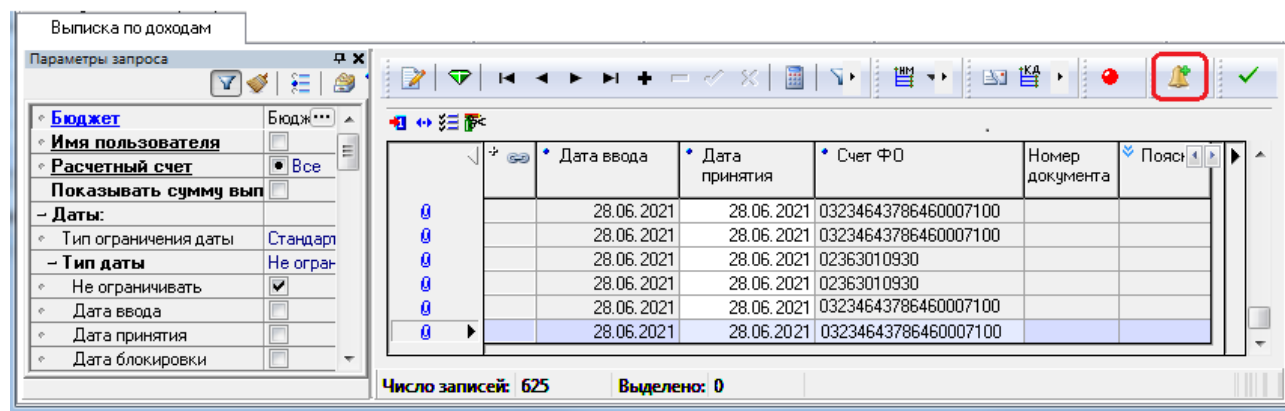 Выписка по доходам
Параметры запроса
Бюджет Бюдж
Имя пользователя
Расчетный счет Все
Показывать сумму вып
Даты:
Тип ограничения даты Стандарт
Тип даты Не огран
Не ограничивать
Дата ввода
Дата принятия
Дата блокировки
НМ КД
Дата ввода Дата принятия Счет ФО Номер документа Поясн
28.06.2021 28.06.2021 03234643786460007100
28.06.2021 28.06.2021 03234643786460007100
28.06.2021 28.06.2021 02363010930
28.06.2021 28.06.2021 02363010930
28.06.2021 28.06.2021 03234643786460007100
28.06.2021 28.06.2021 03234643786460007100
Число записей: 625 Выделено: 0